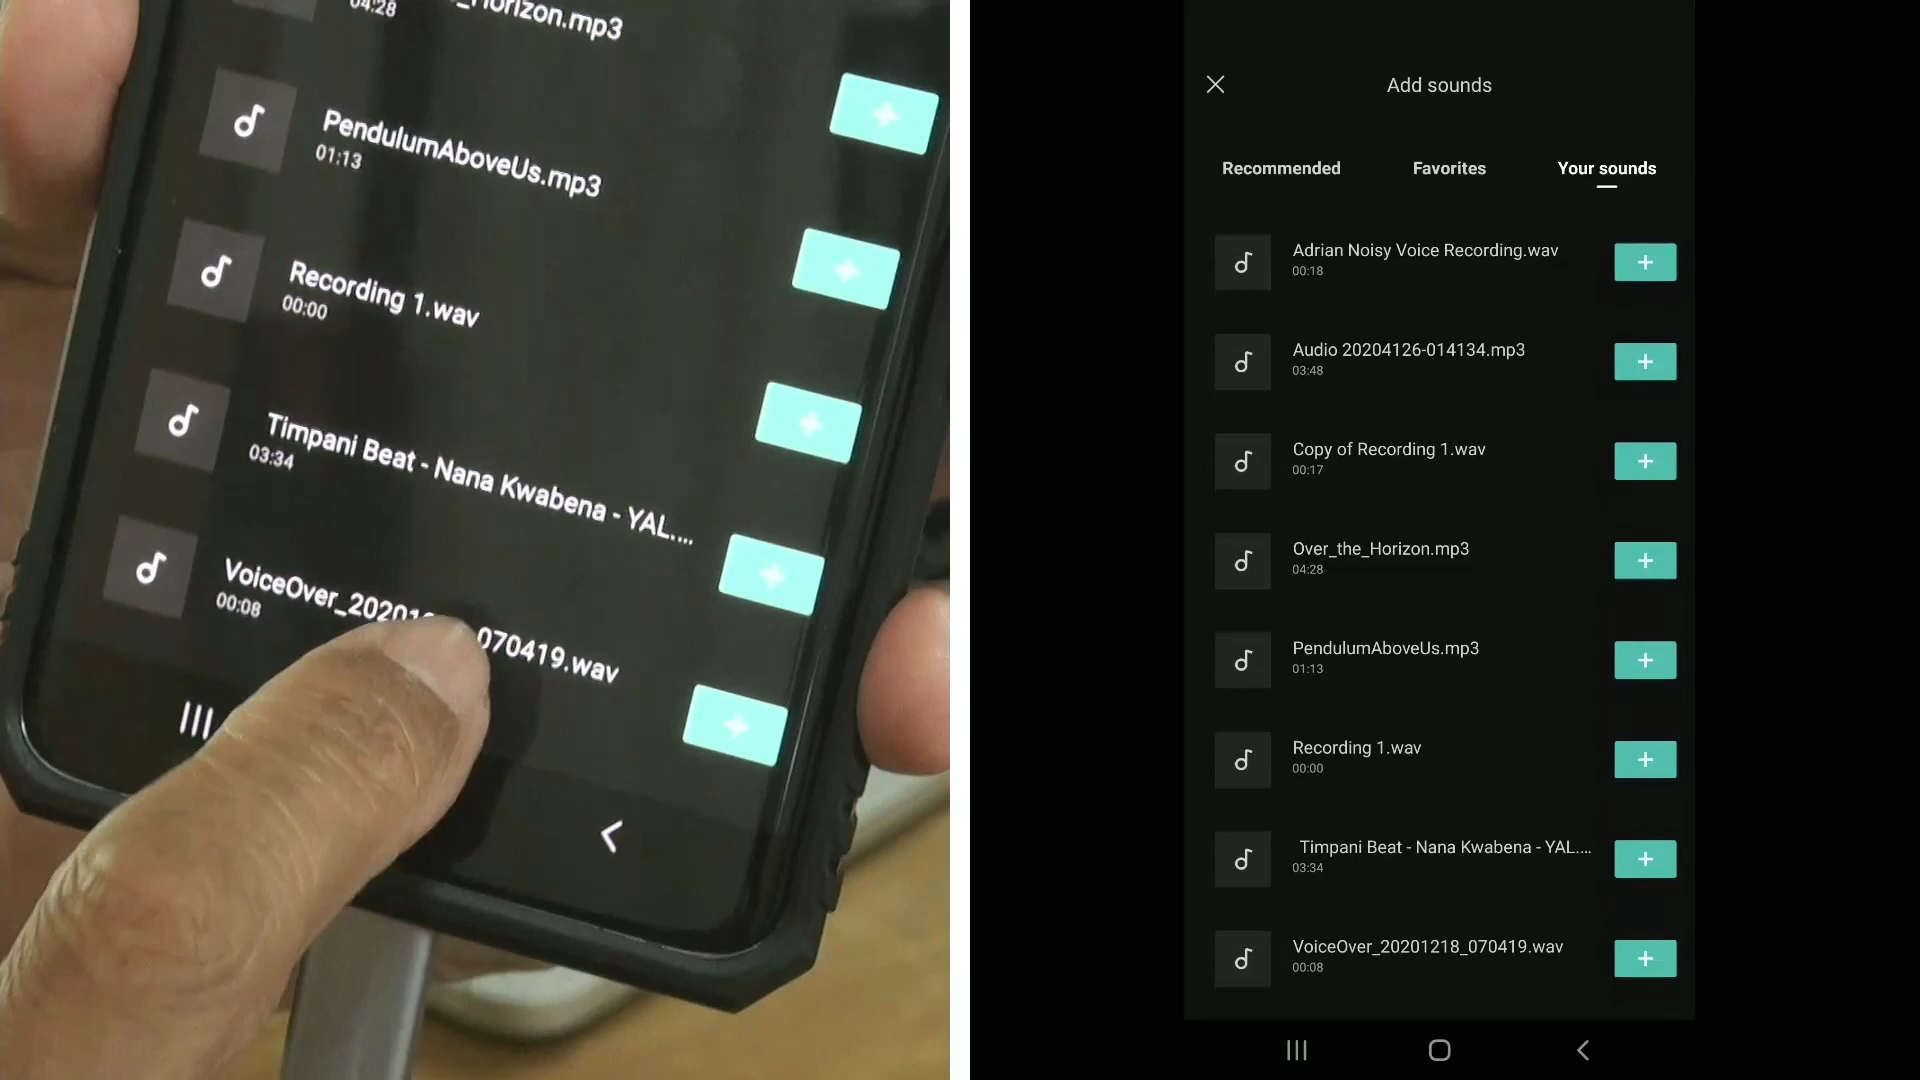 04:28
_Horizon.mp3
PendulumAboveUs.mp3
01:13
Recording 1.wav
00:00
Timpani Beat - Nana Kwabena - YAL....
03:34
070419.wav
00:08
Add sounds
Recommended
Favorites
Your sounds
Adrian Noisy Voice Recording.wav
00:18
Audio 20204126-014134.mp3
03:48
Copy of Recording 1.wav
00:17
Over_the_Horizon.mp3
04:28
PendulumAboveUs.mp3
01:13
Recording 1.wav
00:00
Timpani Beat - Nana Kwabena - YAL....
03:34
VoiceOver_20201218_070419.wav
00:08